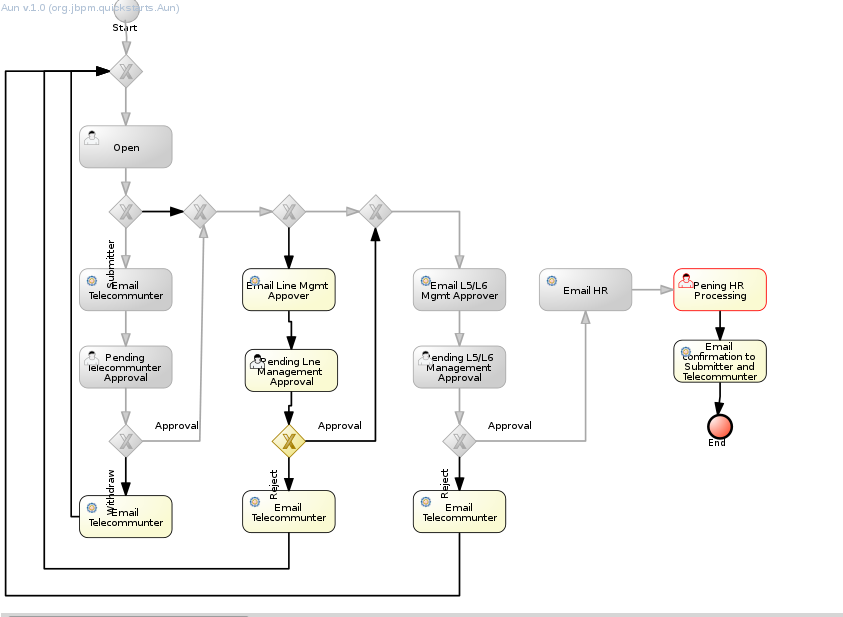 Aun v.1.0 (org.jbpm.quickstarts.Aun)
Start
Open
Submitter
Email
Telecommunter
Email Line Mgmt
Appover
Email L5/L6
Mgmt Approver
Email HR
Pening HR
Processing
Pending
Telecommunter
Approval
Pending Lne
Management
Approval
Pending L5/L6
Management
Approval
Email
confirmation to
Submitter and
Telecommunter
Approval
Approval
Approval
End
Withdraw
Reject
Reject
Email
Telecommunter
Email
Telecommunter
Email
Telecommunter